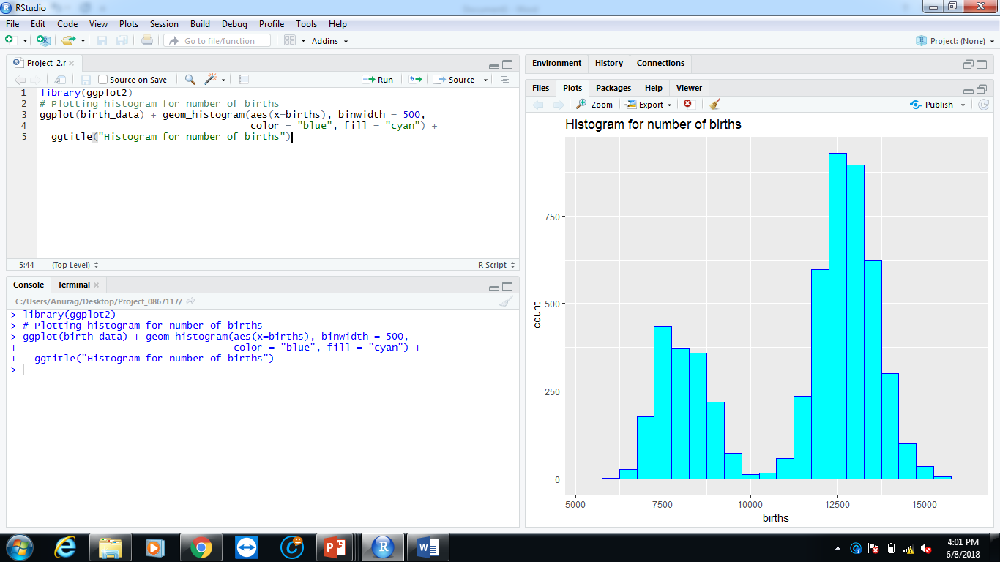 RStudio
File Edit Code View Plots Session Build Debug Profile Tools Help
Go to file/function Addins Project: (None)
Project_2.r
Source on Save Run Source
1 library(ggplot2)
2 # Plotting histogram for number of births
3 ggplot(birth_data) + geom_histogram(aes(x=births), binwidth = 500,
4 color = "blue", fill = "cyan") +
5 ggtitle("Histogram for number of births")
5:44 (Top Level) R Script
Console Terminal
C:/Users/Anurag/Desktop/Project_0867117/
> library(ggplot2)
> # Plotting histogram for number of births
> ggplot(birth_data) + geom_histogram(aes(x=births), binwidth = 500,
+ color = "blue", fill = "cyan") +
+ ggtitle("Histogram for number of births")
>
Environment History Connections
Files Plots Packages Help Viewer
Zoom Export Publish
Histogram for number of births
750
500
250
0
count
5000 7500 10000 12500 15000
births
4:01 PM
6/8/2018